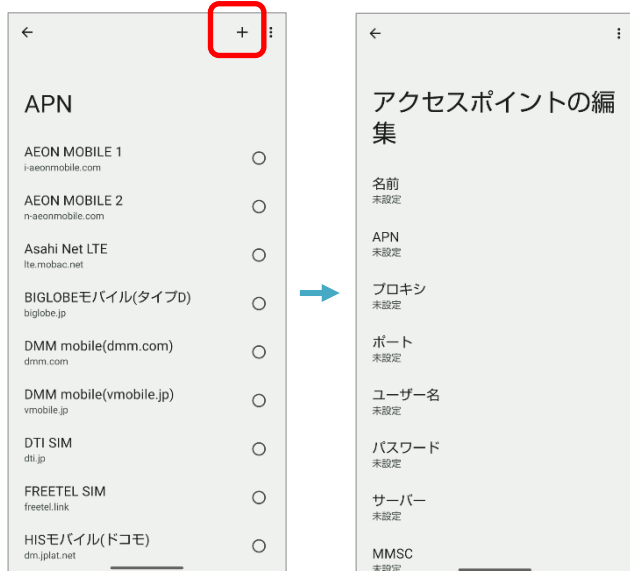 APN
AEON MOBILE 1
i-aeonmobile.com
AEON MOBILE 2
n-aeonmobile.com
Asahi Net LTE
lte.mobac.net
BIGLOBEモバイル(タイプD)
biglobe.jp
DMM mobile(dmm.com)
dmm.com
DMM mobile(vmobile.jp)
vmobile.jp
DTI SIM
dti.jp
FREETEL SIM
freetel.link
HISモバイル(ドコモ)
dm.jplat.net
アクセスポイントの編
集
名前
未設定
APN
未設定
プロキシ
未設定
ポート
未設定
ユーザー名
未設定
パスワード
未設定
サーバー
未設定
MMSC
未設定